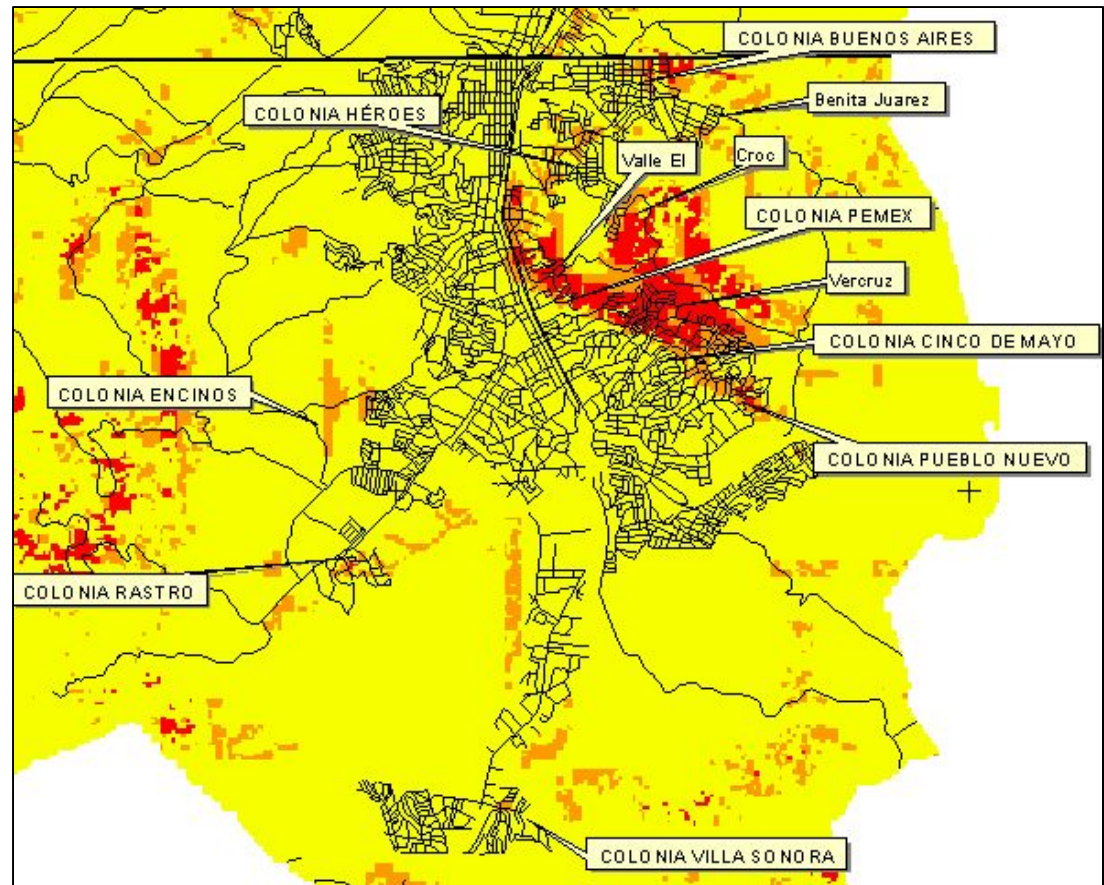 COLONIA BUENOS AIRES
Benita Juarez
COLONIA HÉROES
Valle El
Croc
COLONIA PEMEX
Vercruz
COLONIA CINCO DE MAYO
COLONIA ENCINOS
COLONIA PUEBLO NUEVO
COLONIA RASTRO
COLONIA VILLA SONORA